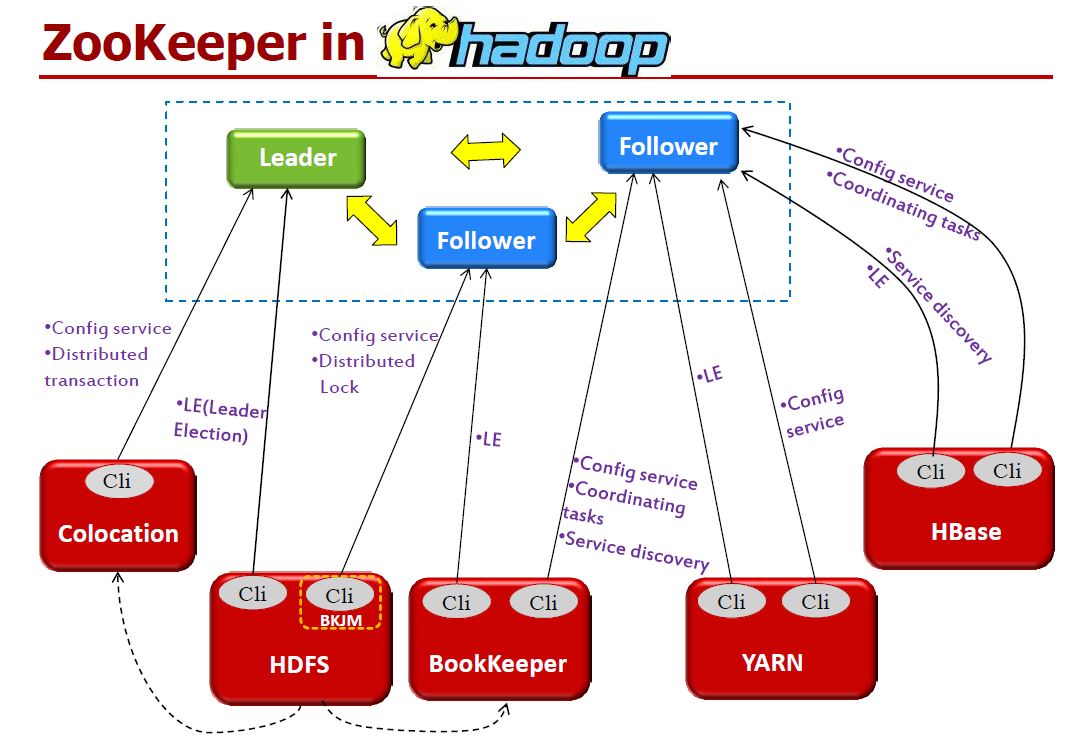 ZooKeeper in hadoop
Leader
Follower
Follower
•Config service
•Coordinating tasks
•Service discovery
•LE
•Config service
•Distributed
transaction
•LE(Leader
Election)
•Config service
•Distributed
Lock
•LE
•Config service
•Coordinating
tasks
•Service discovery
•LE
•Config
service
Cli
Colocation
Cli
Cli
BKJM
HDFS
Cli
Cli
BookKeeper
Cli
Cli
YARN
Cli
Cli
HBase